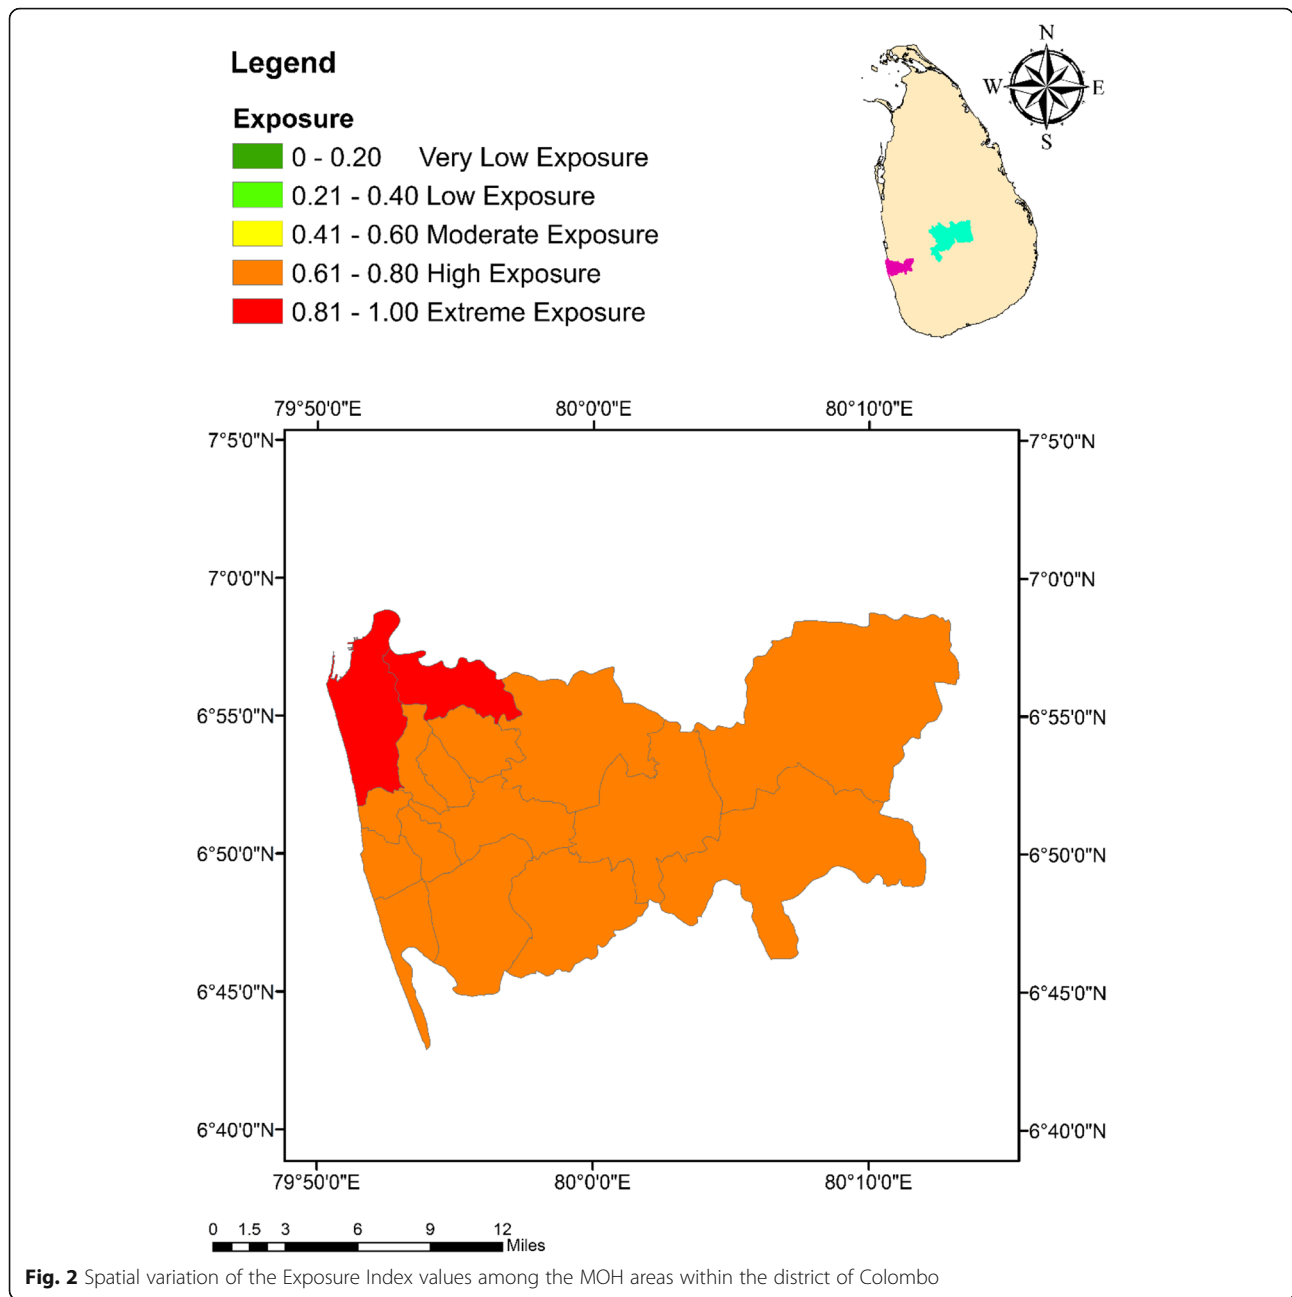 Legend
Exposure
0 - 0.20 Very Low Exposure
0.21 - 0.40 Low Exposure
0.41 - 0.60 Moderate Exposure
0.61 - 0.80 High Exposure
0.81 - 1.00 Extreme Exposure
N
W E
S
79°50'0"E 80°0'0"E 80°10'0"E
7°5'0"N 7°5'0"N
7°0'0"N 7°0'0"N
6°55'0"N 6°55'0"N
6°50'0"N 6°50'0"N
6°45'0"N 6°45'0"N
6°40'0"N 6°40'0"N
79°50'0"E 80°0'0"E 80°10'0"E
0 1.5 3 6 9 12
Miles
Fig. 2 Spatial variation of the Exposure Index values among the MOH areas within the district of Colombo